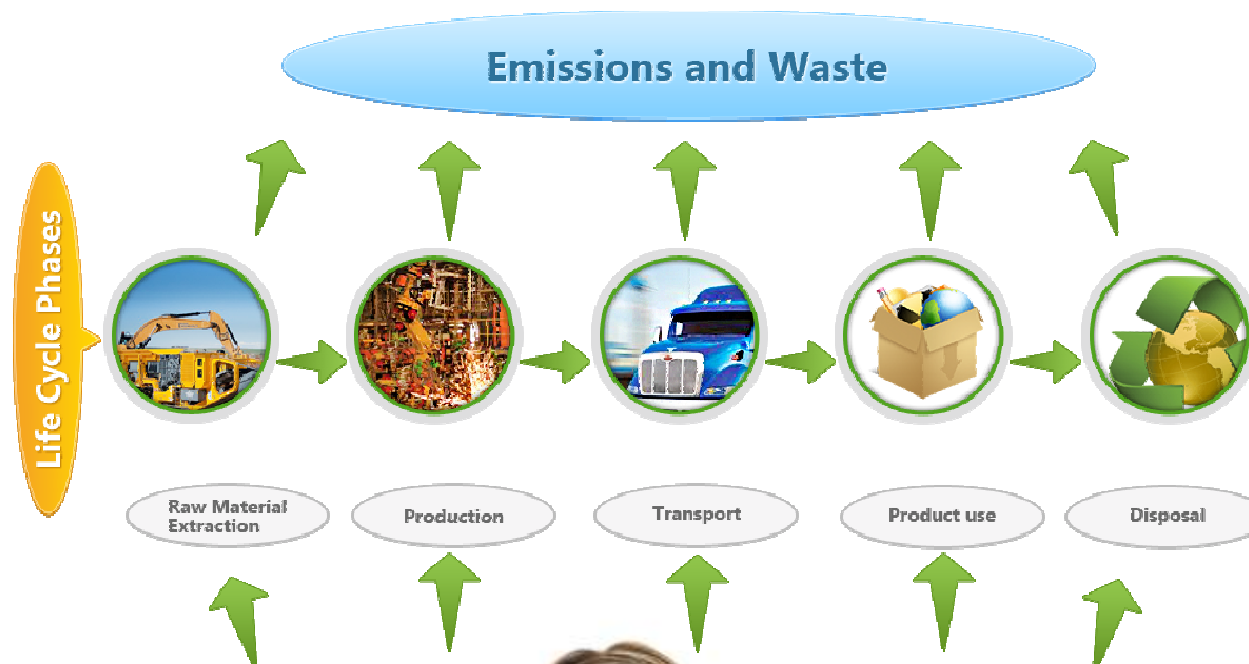 Emissions and Waste
Life Cycle Phases
Raw Material
Extraction
Production
Transport
Product use
Disposal